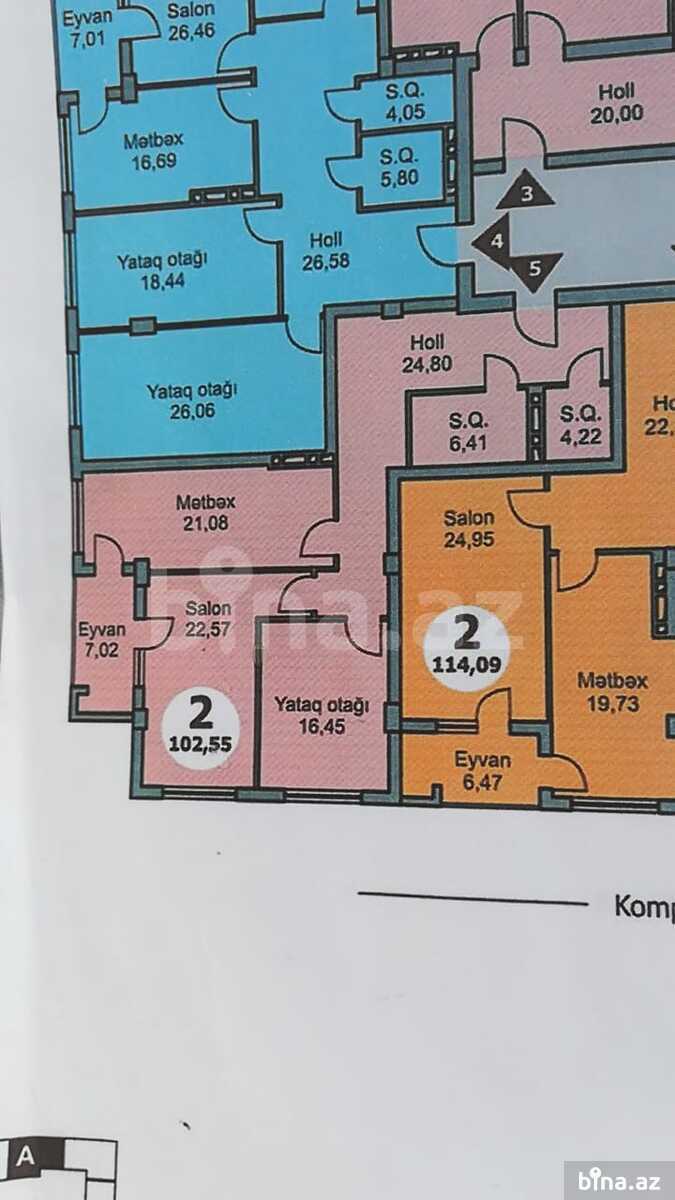 Eyvan
7,01
Salon
26,46
Mətbəx
16,69
S.Q.
4,05
S.Q.
5,80
Holl
20,00
Yataq otağı
18,44
Holl
26,58
3
4
5
Yataq otağı
26,06
Holl
24,80
S.Q.
6,41
S.Q.
4,22
Mətbəx
21,08
Salon
24,95
Salon
22,57
Eyvan
7,02
Yataq otağı
16,45
2
102,55
2
114,09
Mətbəx
19,73
Eyvan
6,47
A
bina.az
bina.az